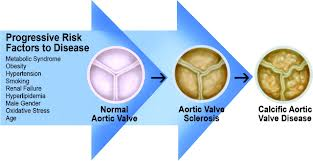 Progressive Risk
Factors to Disease
Metabolic Syndrome
Obesity
Hypertension
Smoking
Renal Failure
Hyperlipidemia
Male Gender
Oxidative Stress
Age
Normal
Aortic Valve
Aortic Valve
Sclerosis
Calcific Aortic
Valve Disease